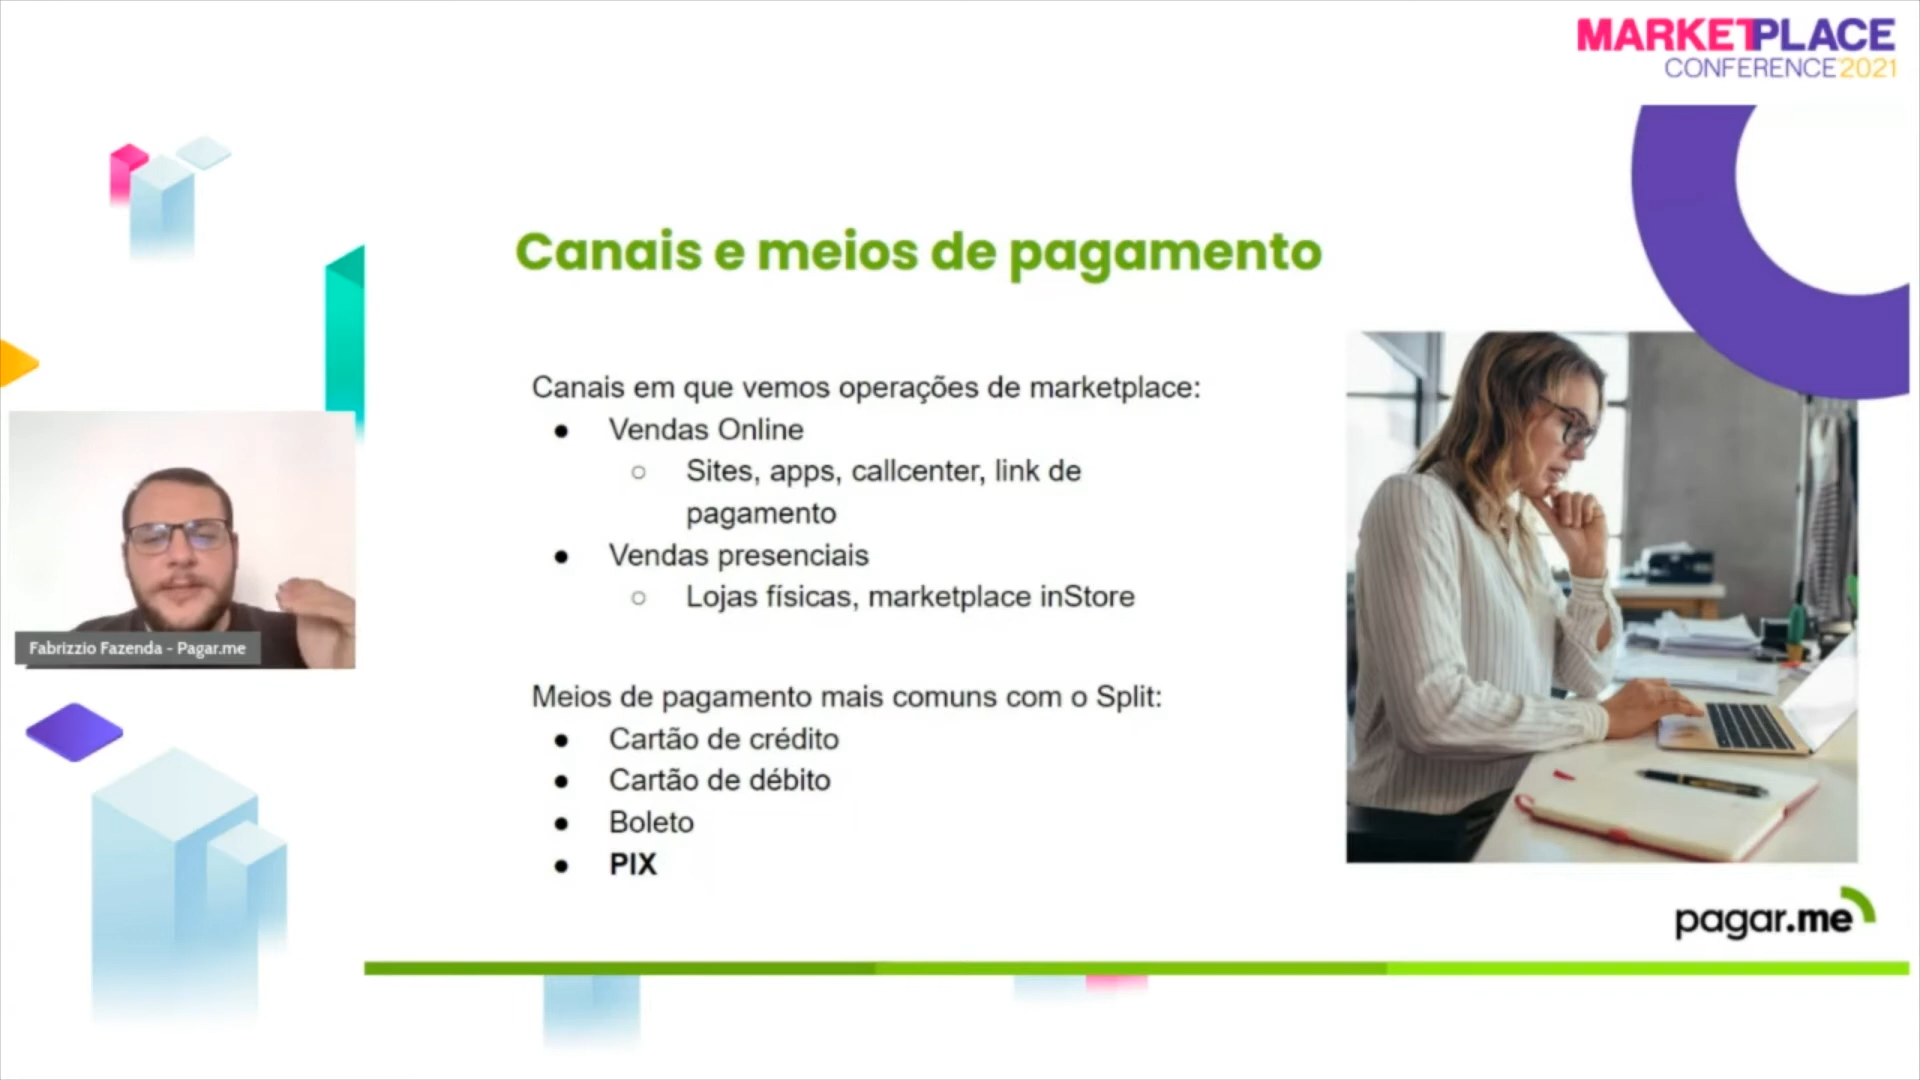 MARKETPLACE
CONFERENCE 2021
Canais e meios de pagamento
Canais em que vemos operações de marketplace:
● Vendas Online
○ Sites, apps, callcenter, link de
pagamento
● Vendas presenciais
○ Lojas físicas, marketplace inStore
Fabrizzio Fazenda - Pagar.me
Meios de pagamento mais comuns com o Split:
● Cartão de crédito
● Cartão de débito
● Boleto
● PIX
pagar.me